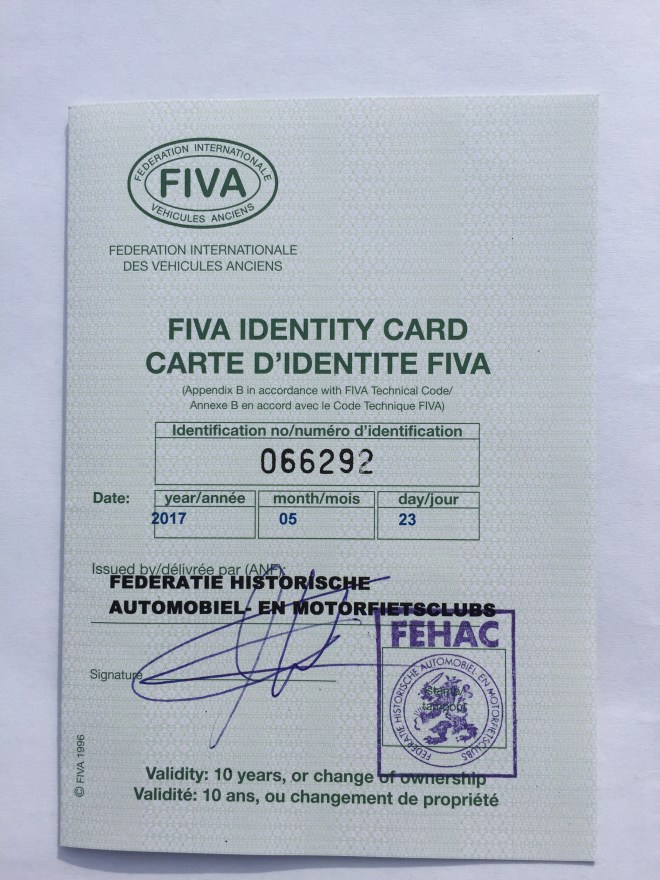 FEDERATION INTERNATIONALE
FIVA
VEHICULES ANCIENS
FEDERATION INTERNATIONALE
DES VEHICULES ANCIENS
FIVA IDENTITY CARD
CARTE D'IDENTITE FIVA
(Appendix B in accordance with FIVA Technical Code/
Annexe B en accord avec le Code Technique FIVA)
Identification no/numéro d'identification
066292
Date: year/année month/mois day/jour
2017 05 23
Issued by/délivrée par (ANF):
FEDERATIE HISTORISCHE
AUTOMOBIEL- EN MOTORFIETSCLUBS
FEHAC
FEDERATIE HISTORISCHE AUTOMOBIEL EN MOTORFIETSCLUBS
Stamp/
tampon
Signature
Validity: 10 years, or change of ownership
Validité: 10 ans, ou changement de propriété
© FIVA 1996